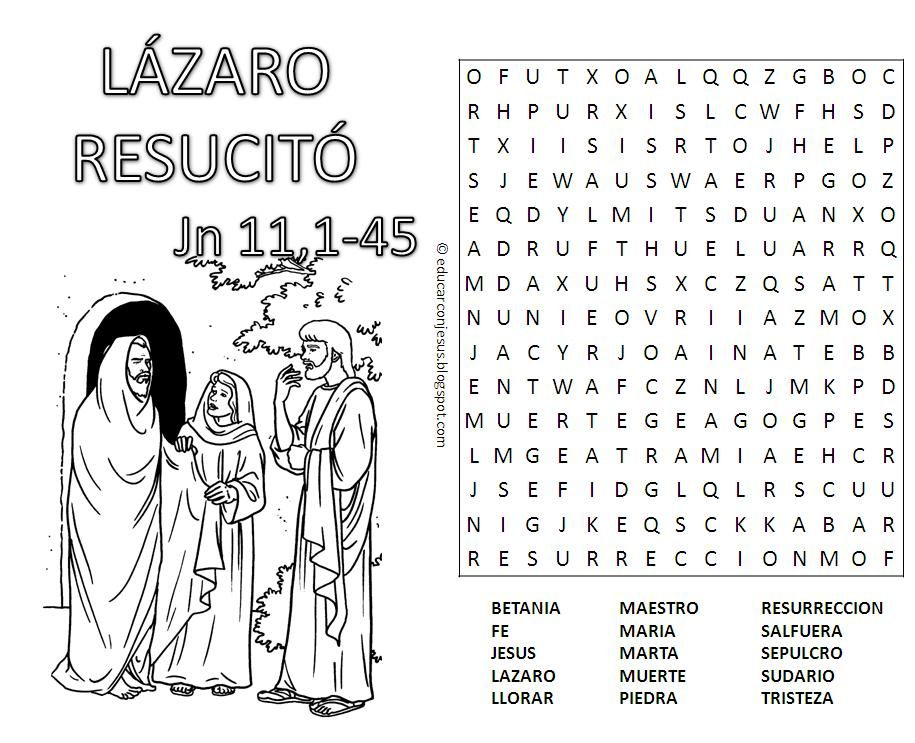 LÁZARO
RESUCITÓ
Jn 11,1-45
O F U T X O A L Q Q Z G B O C
R H P U R X I S L C W F H S D
T X I I S I S R T O J H E L P
S J E W A U S W A E R P G O Z
E Q D Y L M I T S D U A N X O
A D R U F T H U E L U A R R Q
M D A X U H S X C Z Q S A T T
N U N I E O V R I I A Z M O X
J A C Y R J O A I N A T E B B
E N T W A F C Z N L J M K P D
M U E R T E G E A G O G P E S
L M G E A T R A M I A E H C R
J S E F I D G L Q L R S C U U
N I G J K E Q S C K K A B A R
R E S U R R E C C I O N M O F
© educarconjesus.blogspot.com
BETANIA MAESTRO RESURRECCION
FE MARIA SALFUERA
JESUS MARTA SEPULCRO
LAZARO MUERTE SUDARIO
LLORAR PIEDRA TRISTEZA